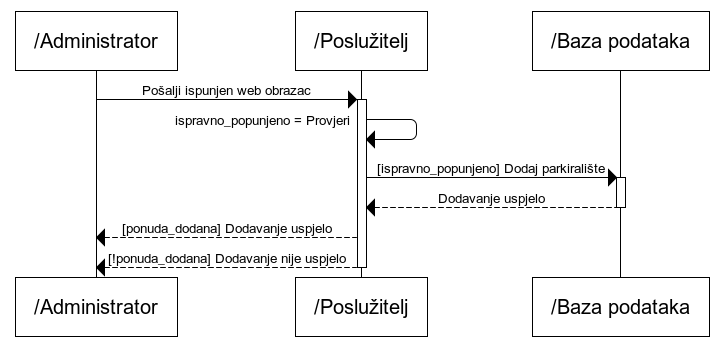 /Administrator
/Poslužitelj
/Baza podataka
Pošalji ispunjen web obrazac
ispravno_popunjeno = Provjeri
[ispravno_popunjeno] Dodaj parkiralište
Dodavanje uspjelo
[ponuda_dodana] Dodavanje uspjelo
[!ponuda_dodana] Dodavanje nije uspjelo
/Administrator
/Poslužitelj
/Baza podataka